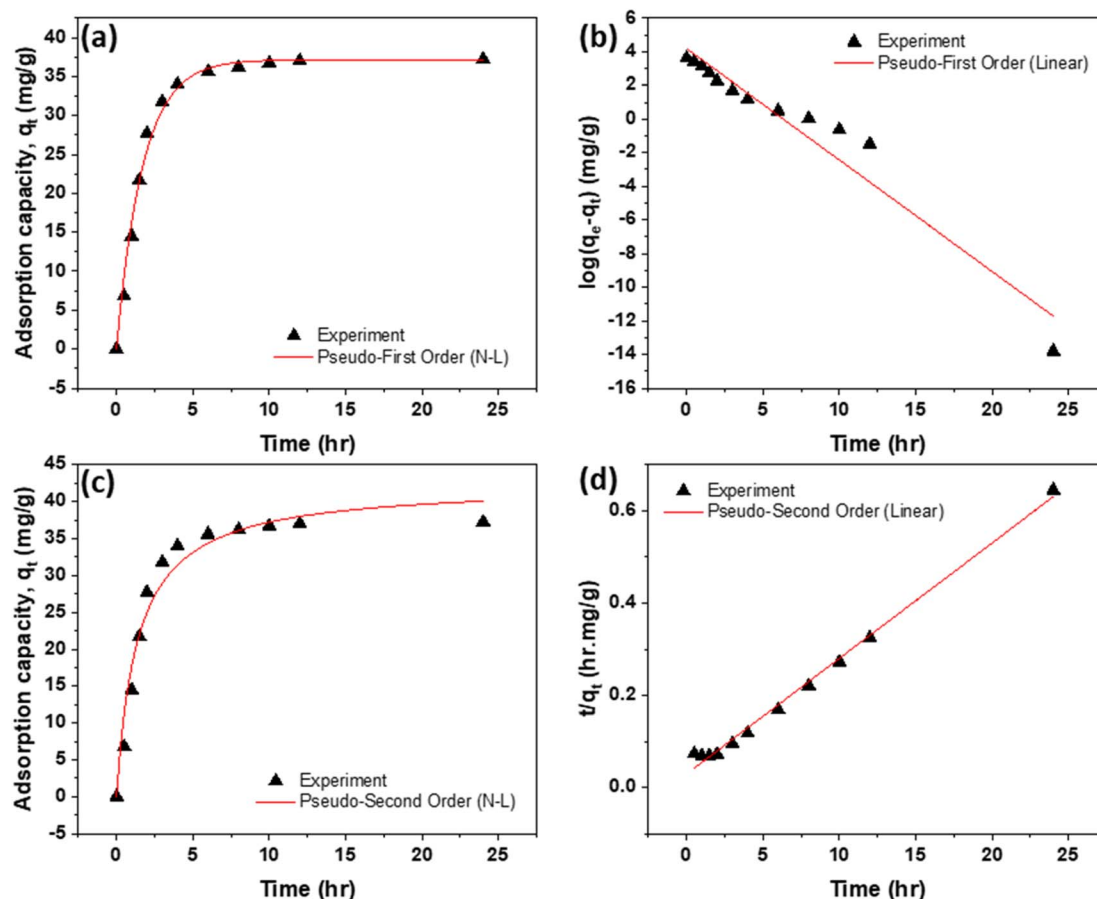 (a)
Adsorption capacity, qₜ (mg/g)
40
35
30
25
20
15
10
5
0
-5
Experiment
Pseudo-First Order (N-L)
0 5 10 15 20 25
Time (hr)
(b)
log(qₑ-qₜ) (mg/g)
6
4
2
0
-2
-4
-6
-8
-10
-12
-14
-16
Experiment
Pseudo-First Order (Linear)
0 5 10 15 20 25
Time (hr)
(c)
Adsorption capacity, qₜ (mg/g)
45
40
35
30
25
20
15
10
5
0
-5
Experiment
Pseudo-Second Order (N-L)
0 5 10 15 20 25
Time (hr)
(d)
t/qₜ (hr.mg/g)
0.6
0.4
0.2
0.0
Experiment
Pseudo-Second Order (Linear)
0 5 10 15 20 25
Time (hr)